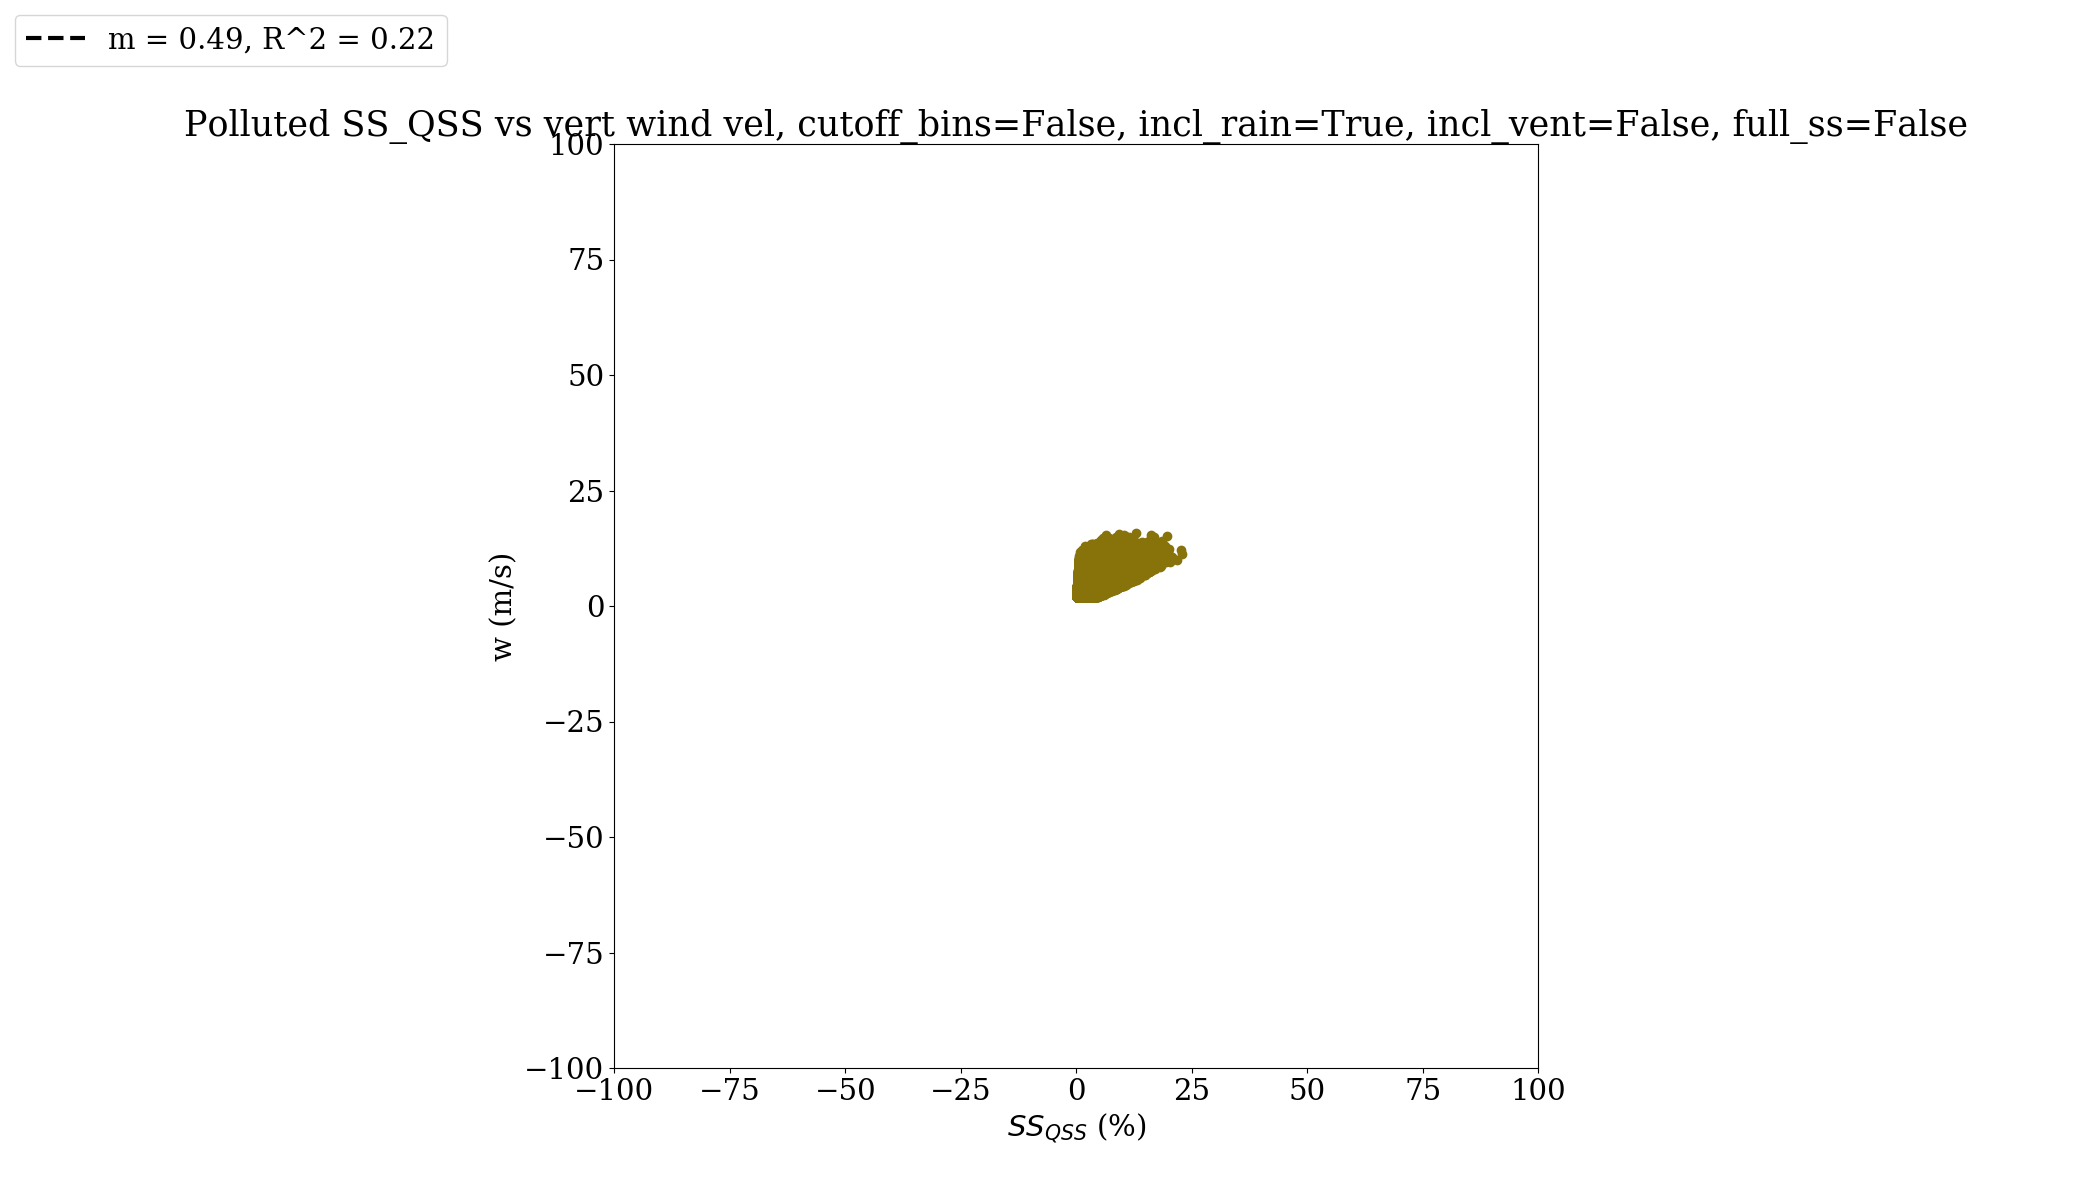 m = 0.49, R^2 = 0.22
Polluted SS_QSS vs vert wind vel, cutoff_bins=False, incl_rain=True, incl_vent=False, full_ss=False
100
75
50
25
0
−25
−50
−75
−100
w (m/s)
−100 −75 −50 −25 0 25 50 75 100
SS_QSS (%)